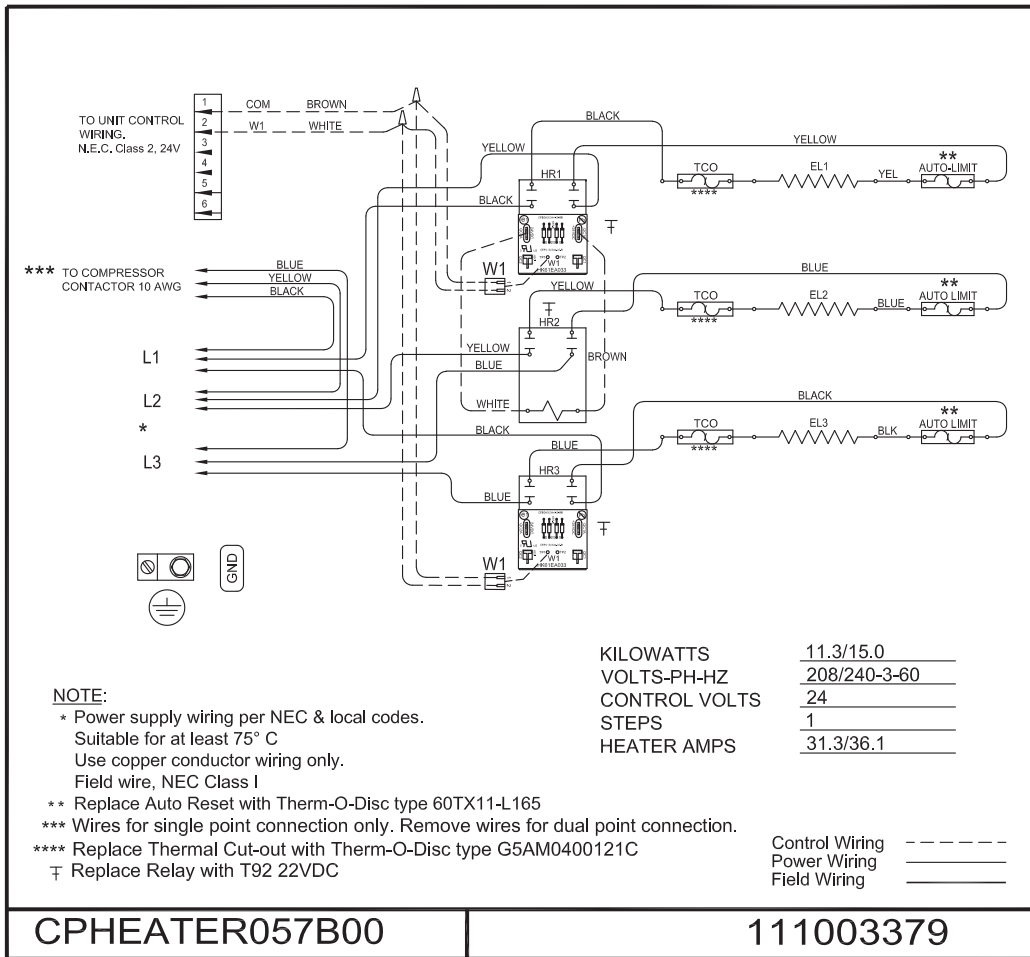 TO UNIT CONTROL
WIRING.
N.E.C. Class 2, 24V
1
2
3
4
5
6
COM BROWN
W1 WHITE
BLACK
YELLOW
YELLOW
HR1
BLACK
TCO
****
EL1
YEL
**
AUTO-LIMIT
W1
W1
HK61EA033
*** TO COMPRESSOR
CONTACTOR 10 AWG
BLUE
YELLOW
BLACK
YELLOW
BLUE
HR2
TCO
****
EL2
BLUE
**
AUTO LIMIT
L1
YELLOW
BLUE
BROWN
L2
*
WHITE
L3
BLACK
BLACK
BLUE
HR3
TCO
****
EL3
BLK
**
AUTO LIMIT
BLUE
W1
W1
HK61EA033
GND
KILOWATTS 11.3/15.0
VOLTS-PH-HZ 208/240-3-60
CONTROL VOLTS 24
STEPS 1
HEATER AMPS 31.3/36.1
NOTE:
* Power supply wiring per NEC & local codes.
Suitable for at least 75° C
Use copper conductor wiring only.
Field wire, NEC Class I
** Replace Auto Reset with Therm-O-Disc type 60TX11-L165
*** Wires for single point connection only. Remove wires for dual point connection.
**** Replace Thermal Cut-out with Therm-O-Disc type G5AM0400121C
Replace Relay with T92 22VDC
Control Wiring
Power Wiring
Field Wiring
CPHEATER057B00
111003379